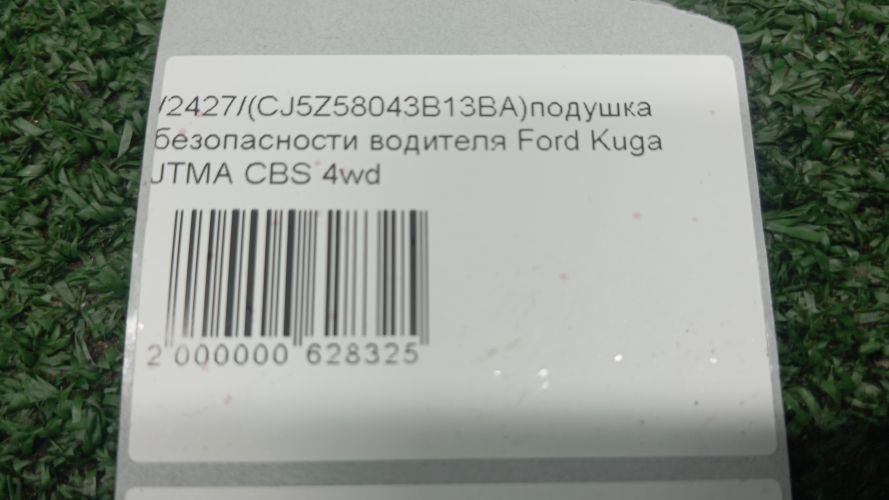 /2427/(CJ5Z58043B13BA)подушка
безопасности водителя Ford Kuga
JTMA CBS 4wd
2 000000 628325